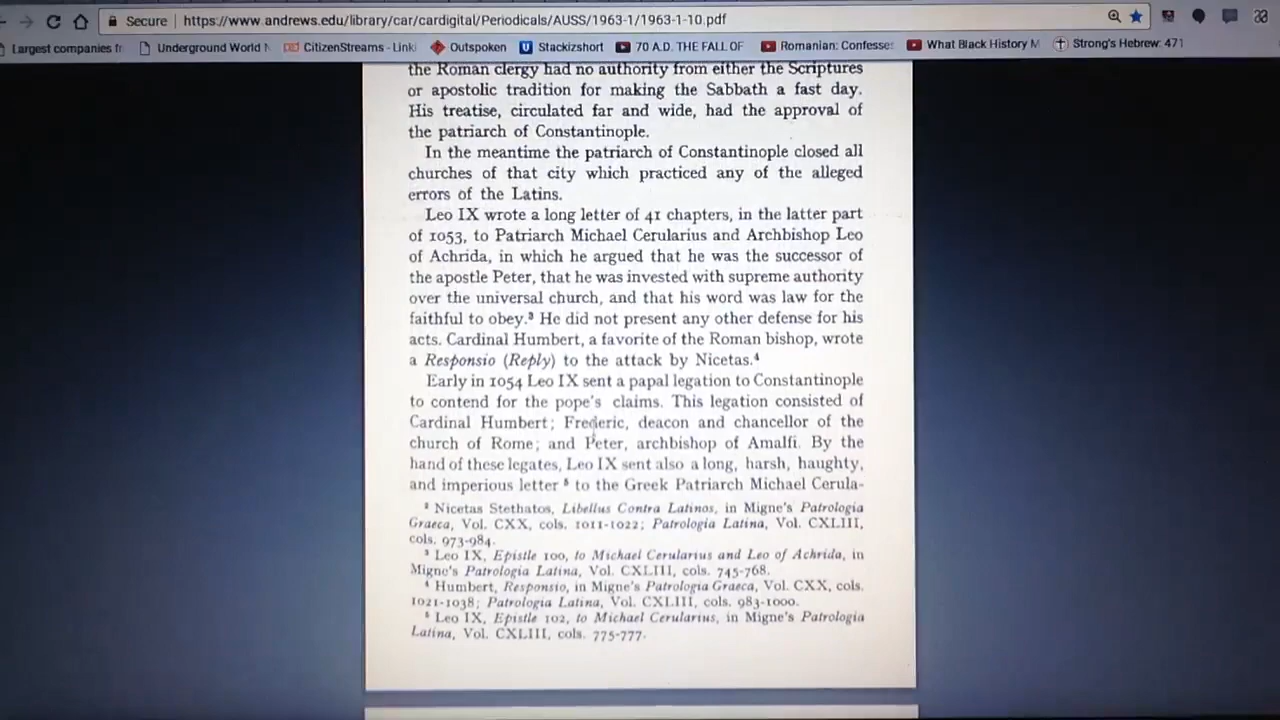 Secure | https://www.andrews.edu/library/car/cardigital/Periodicals/AUSS/1963-1/1963-1-10.pdf
Largest companies fr Underground World N CitizenStreams - Linki Outspoken Stackizshort 70 A.D. THE FALL OF Romanian: Confesse: What Black History M Strong's Hebrew: 471
the Roman clergy had no authority from either the Scriptures
or apostolic tradition for making the Sabbath a fast day.
His treatise, circulated far and wide, had the approval of
the patriarch of Constantinople.
In the meantime the patriarch of Constantinople closed all
churches of that city which practiced any of the alleged
errors of the Latins.
Leo IX wrote a long letter of 41 chapters, in the latter part
of 1053, to Patriarch Michael Cerularius and Archbishop Leo
of Achrida, in which he argued that he was the successor of
the apostle Peter, that he was invested with supreme authority
over the universal church, and that his word was law for the
faithful to obey.³ He did not present any other defense for his
acts. Cardinal Humbert, a favorite of the Roman bishop, wrote
a Responsio (Reply) to the attack by Nicetas.⁴
Early in 1054 Leo IX sent a papal legation to Constantinople
to contend for the pope's claims. This legation consisted of
Cardinal Humbert; Frederic, deacon and chancellor of the
church of Rome; and Peter, archbishop of Amalfi. By the
hand of these legates, Leo IX sent also a long, harsh, haughty,
and imperious letter ⁵ to the Greek Patriarch Michael Cerula-
² Nicetas Stethatos, Libellus Contra Latinos, in Migne's Patrologia
Graeca, Vol. CXX, cols. 1011-1022; Patrologia Latina, Vol. CXLIII,
cols. 973-984.
³ Leo IX, Epistle 100, to Michael Cerularius and Leo of Achrida, in
Migne's Patrologia Latina, Vol. CXLIII, cols. 745-768.
⁴ Humbert, Responsio, in Migne's Patrologia Graeca, Vol. CXX, cols.
1021-1038; Patrologia Latina, Vol. CXLIII, cols. 983-1000.
⁵ Leo IX, Epistle 102, to Michael Cerularius, in Migne's Patrologia
Latina, Vol. CXLIII, cols. 775-777.